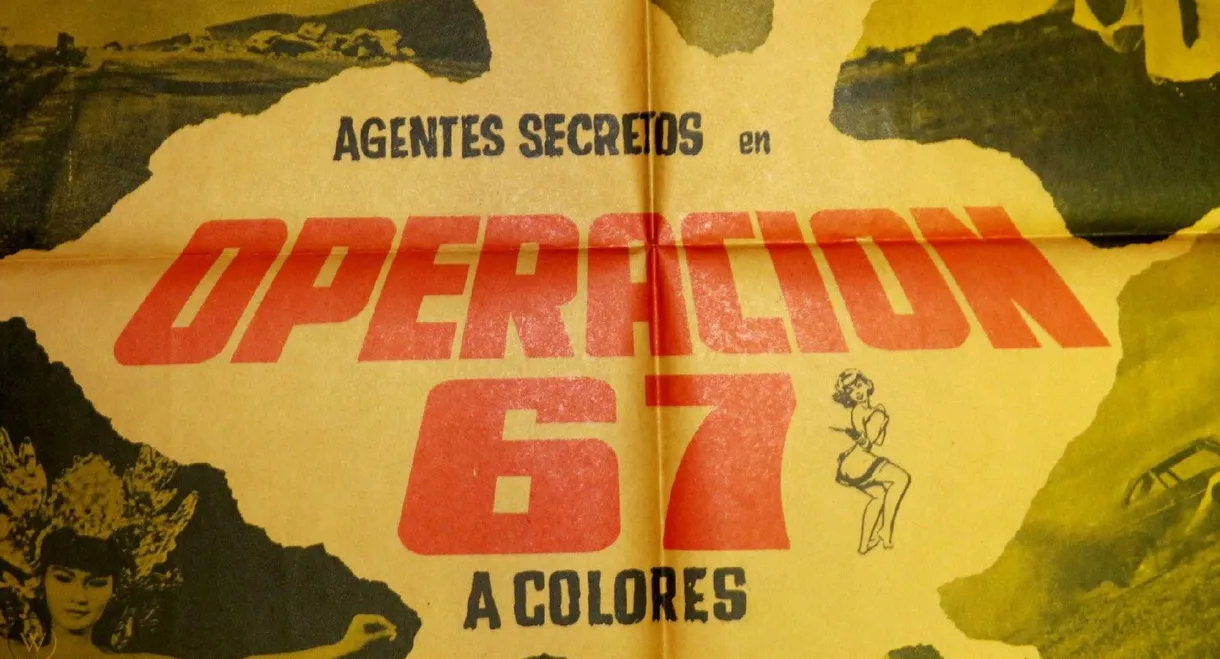 AGENTES SECRETOS en
OPERACION
67
A COLORES
W